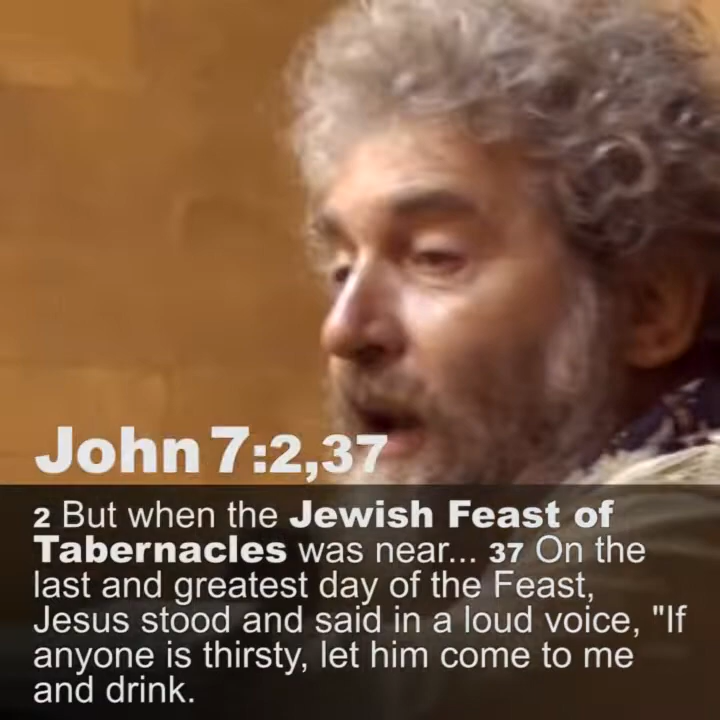 John 7:2,37
2 But when the Jewish Feast of
Tabernacles was near... 37 On the
last and greatest day of the Feast,
Jesus stood and said in a loud voice, "If
anyone is thirsty, let him come to me
and drink.